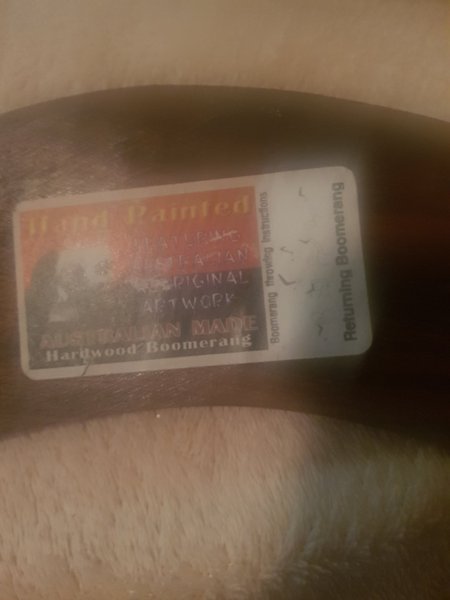 Hand Painted
FEATURING
AUSTRALIAN
ABORIGINAL
ARTWORK
AUSTRALIAN MADE
Hardwood Boomerang
Boomerang throwing Instructions
Returning Boomerang